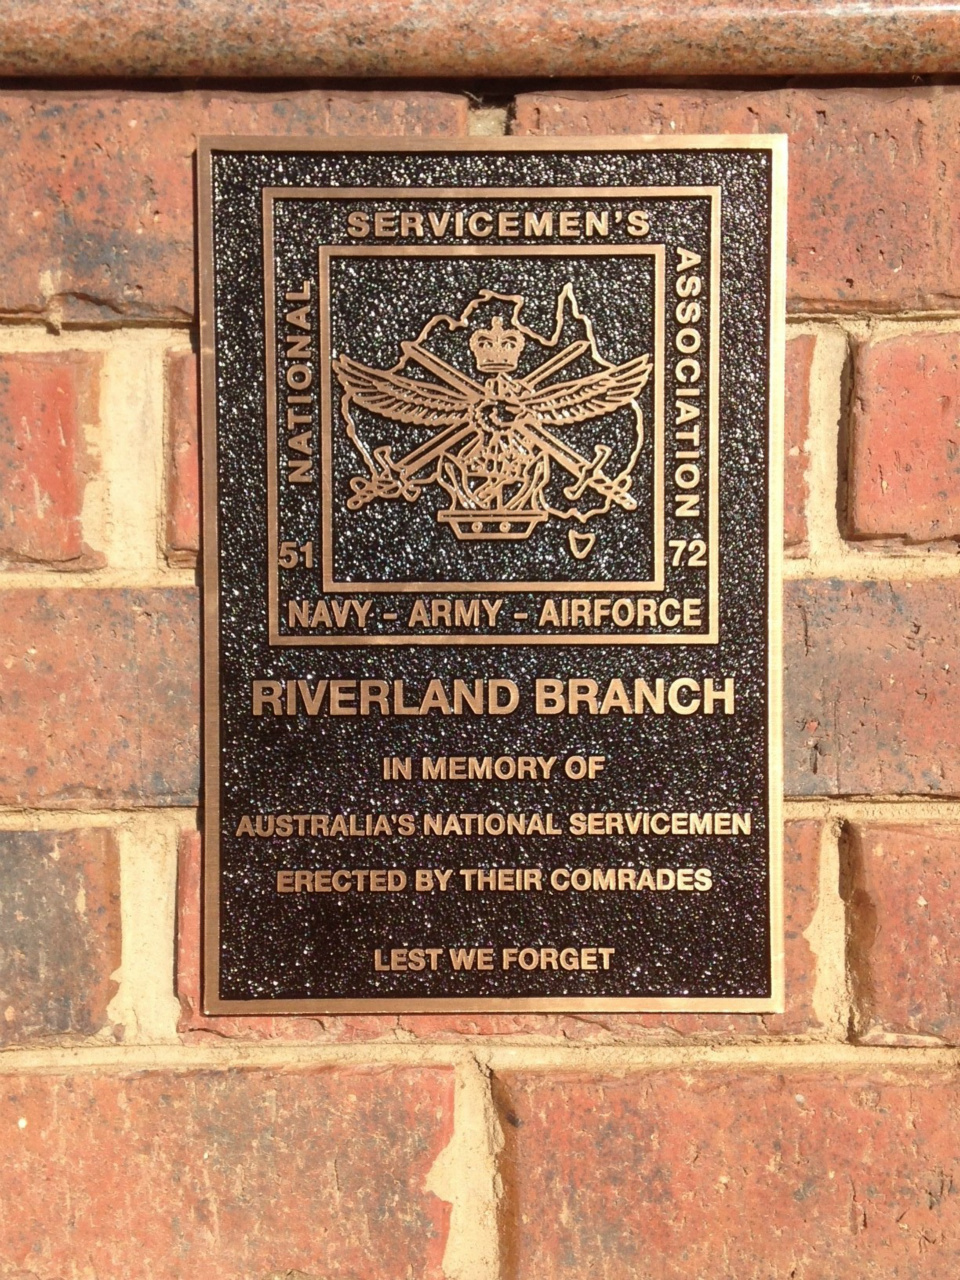 NATIONAL
SERVICEMEN'S
ASSOCIATION
51
72
NAVY - ARMY - AIRFORCE
RIVERLAND BRANCH
IN MEMORY OF
AUSTRALIA'S NATIONAL SERVICEMEN
ERECTED BY THEIR COMRADES
LEST WE FORGET